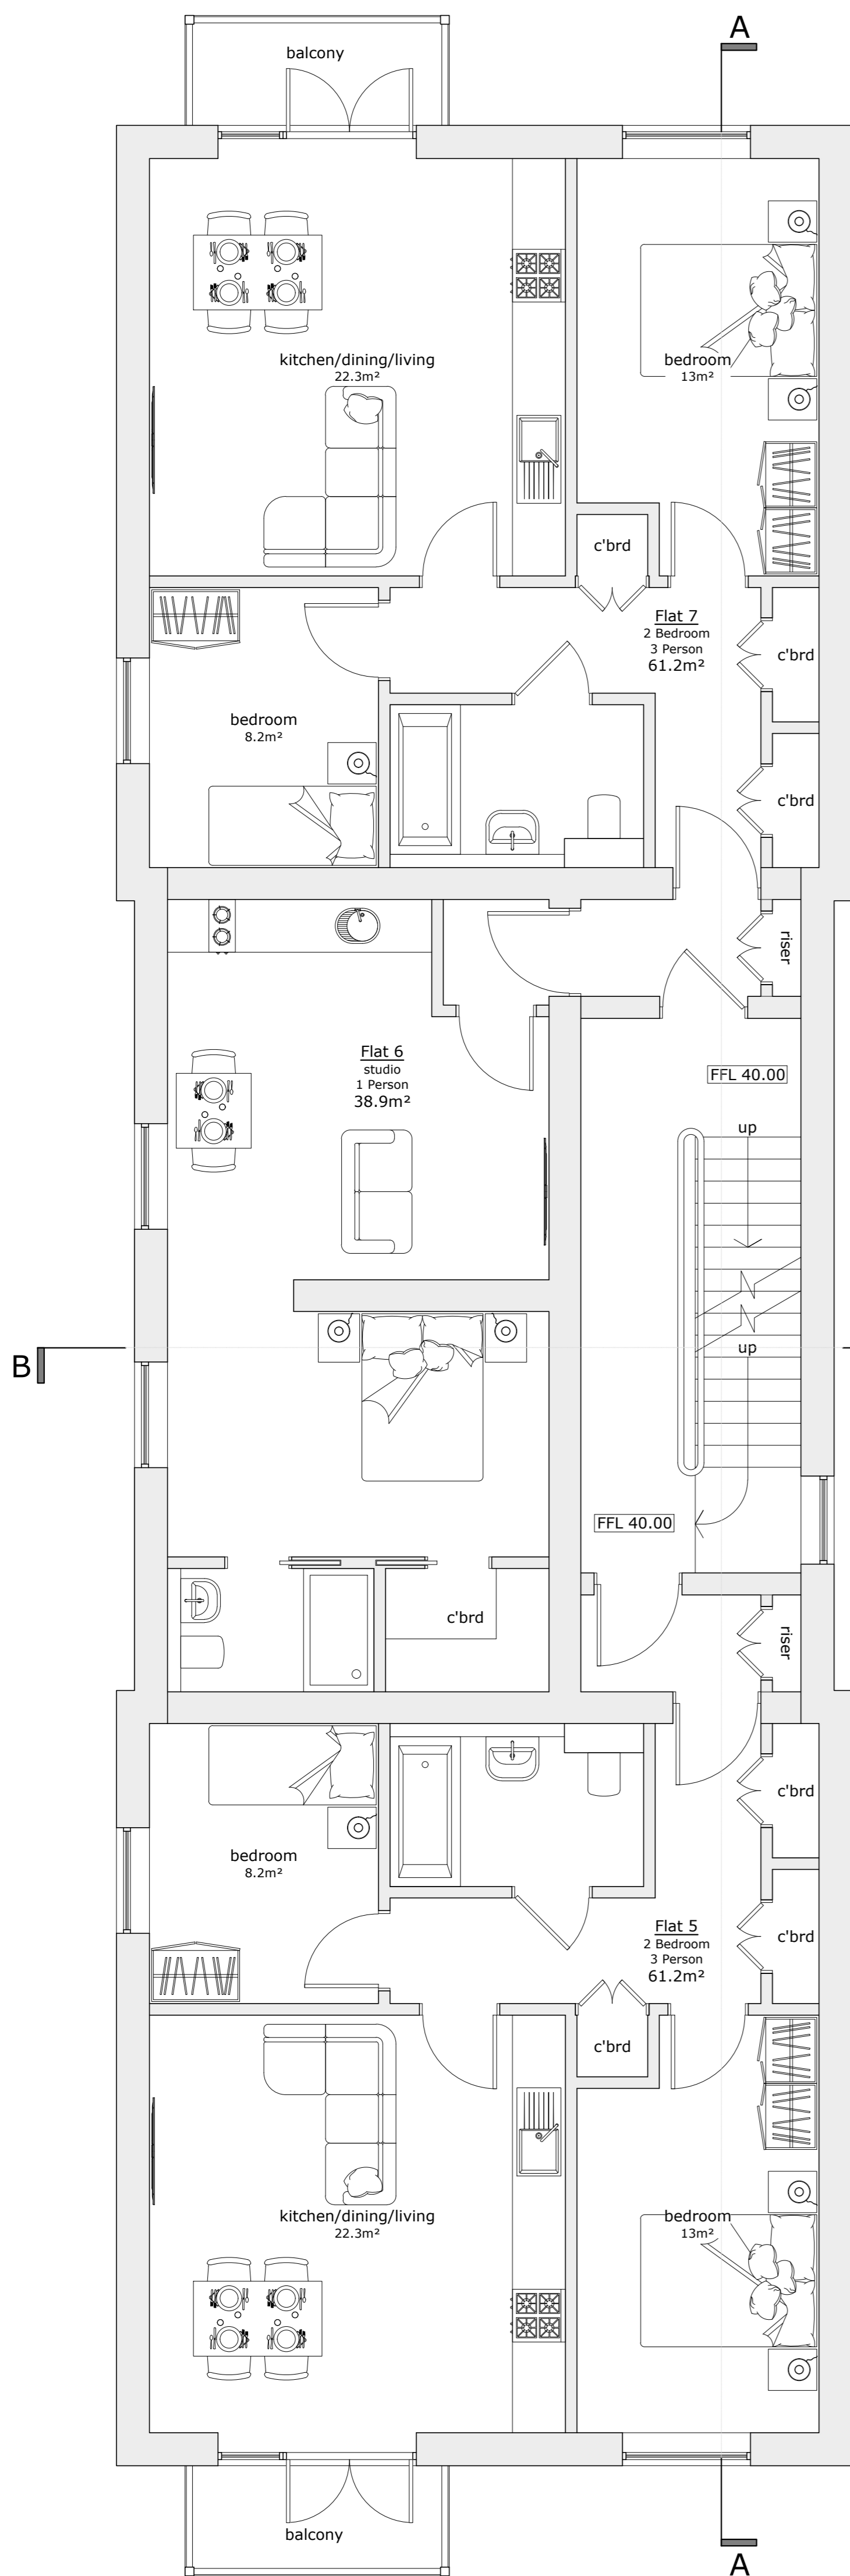 A
balcony
kitchen/dining/living
22.3m²
bedroom
13m²
c'brd
Flat 7
2 Bedroom
3 Person
61.2m²
c'brd
bedroom
8.2m²
c'brd
riser
Flat 6
studio
1 Person
38.9m²
FFL 40.00
up
up
B
FFL 40.00
c'brd
riser
c'brd
bedroom
8.2m²
Flat 5
2 Bedroom
3 Person
61.2m²
c'brd
c'brd
kitchen/dining/living
22.3m²
bedroom
13m²
balcony
A